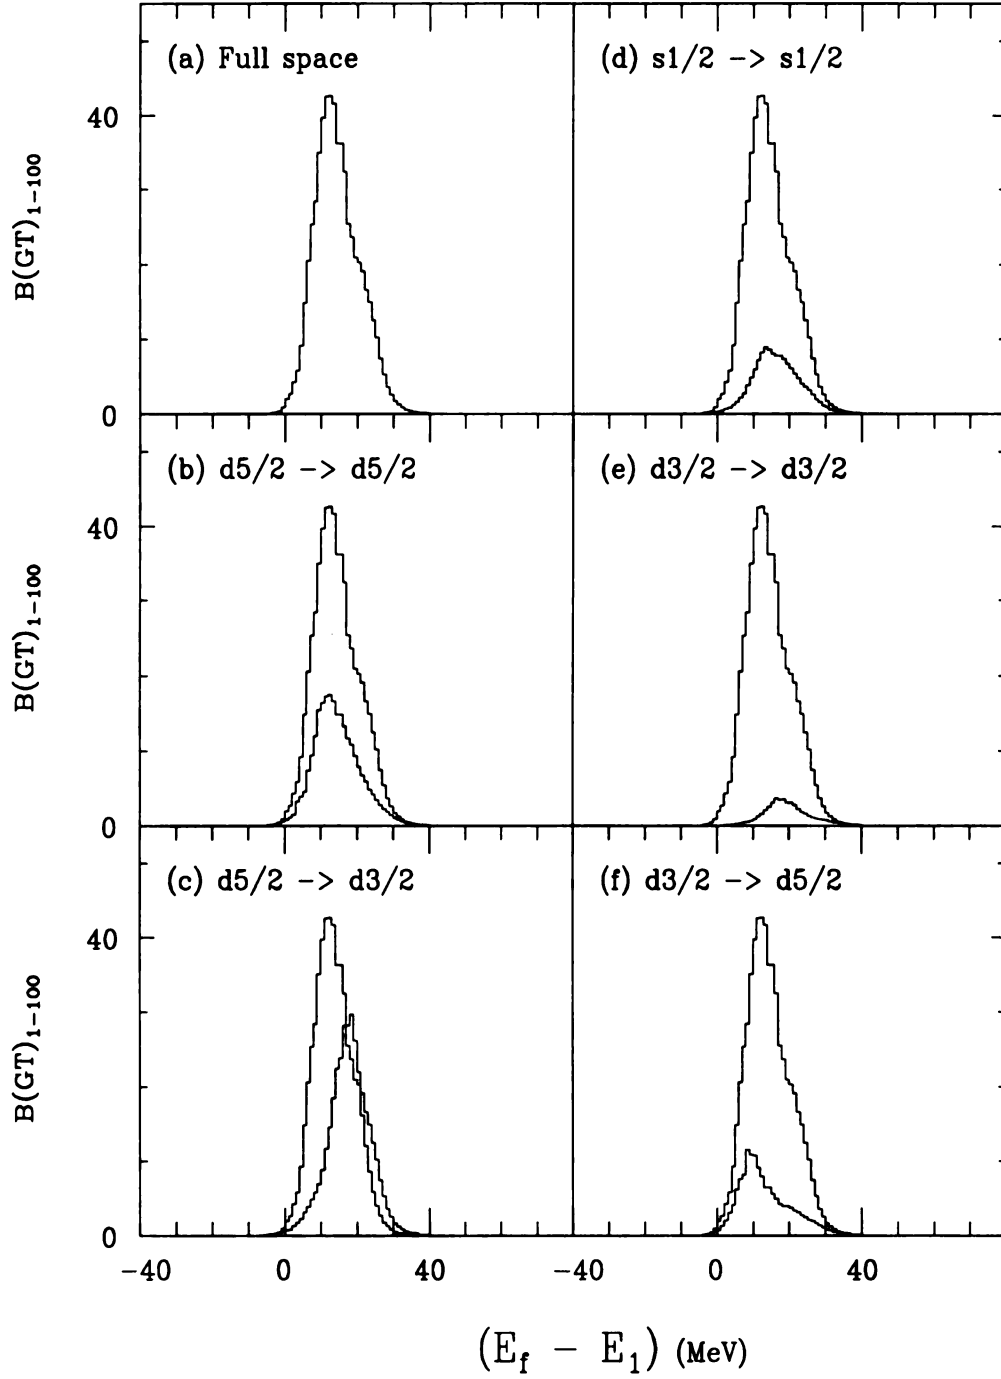 (a) Full space
(d) s1/2 -> s1/2
40
B(GT)1-100
0
(b) d5/2 -> d5/2
(e) d3/2 -> d3/2
40
B(GT)1-100
0
(c) d5/2 -> d3/2
(f) d3/2 -> d5/2
40
B(GT)1-100
0
-40 0 40 -40 0 40
(Ef - E1) (MeV)